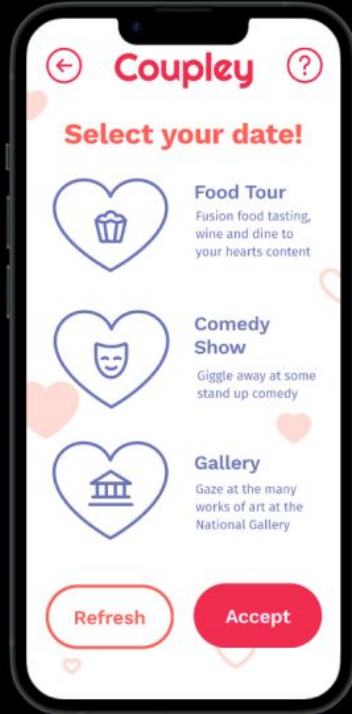 Coupley
?
Select your date!
Food Tour
Fusion food tasting,
wine and dine to
your hearts content
Comedy
Show
Giggle away at some
stand up comedy
Gallery
Gaze at the many
works of art at the
National Gallery
Refresh
Accept